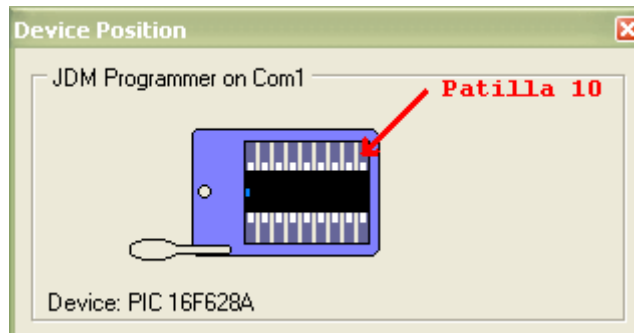 Device Position
JDM Programmer on Com1
Patilla 10
Device: PIC 16F628A